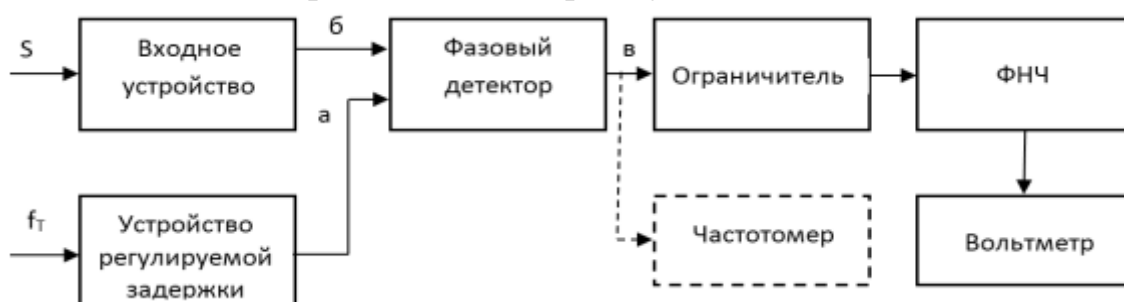 S
Входное
устройство
б
а
Фазовый
детектор
в
Ограничитель
ФНЧ
fТ
Устройство
регулируемой
задержки
Частотомер
Вольтметр